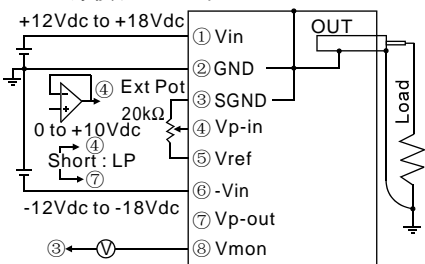 +12Vdc to +18Vdc
① Vin
OUT
② GND
④ Ext Pot
③ SGND
20kΩ
④ Vp-in
0 to +10Vdc
④
Short : LP
⑤ Vref
⑦
⑥ -Vin
-12Vdc to -18Vdc
⑦ Vp-out
③ V
⑧ Vmon
Load